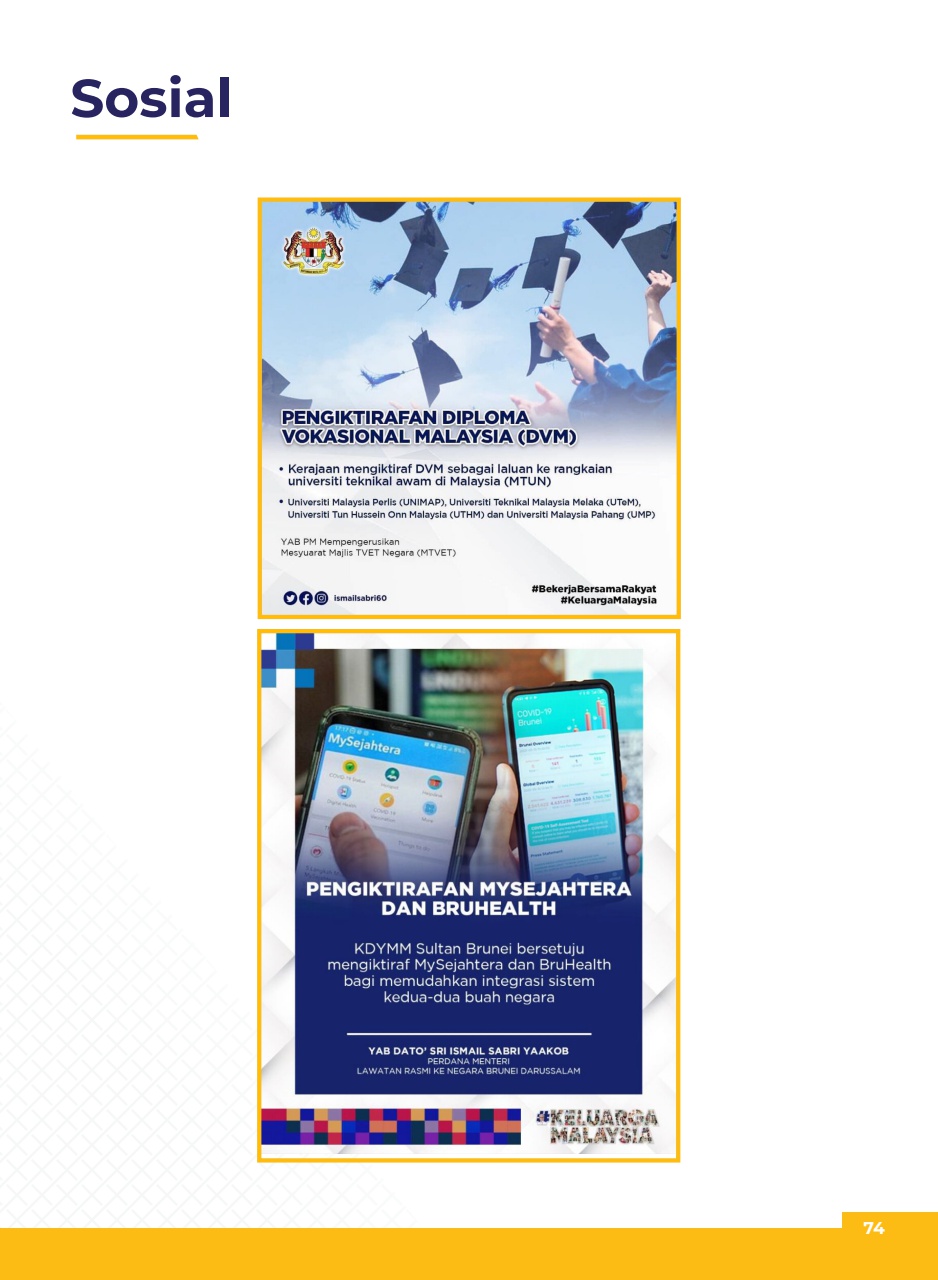 Sosial
PENGIKTIRAFAN DIPLOMA
VOKASIONAL MALAYSIA (DVM)
• Kerajaan mengiktiraf DVM sebagai laluan ke rangkaian
universiti teknikal awam di Malaysia (MTUN)
• Universiti Malaysia Perlis (UNIMAP), Universiti Teknikal Malaysia Melaka (UTeM),
Universiti Tun Hussein Onn Malaysia (UTHM) dan Universiti Malaysia Pahang (UMP)
YAB PM Mempengerusikan
Mesyuarat Majlis TVET Negara (MTVET)
ismailsabri60
#BekerjaBersamaRakyat
#KeluargaMalaysia
MySejahtera
COVID-19
Brunei
Brunei Overview
Global Overview
PENGIKTIRAFAN MYSEJAHTERA
DAN BRUHEALTH
KDYMM Sultan Brunei bersetuju
mengiktiraf MySejahtera dan BruHealth
bagi memudahkan integrasi sistem
kedua-dua buah negara
YAB DATO' SRI ISMAIL SABRI YAAKOB
PERDANA MENTERI
LAWATAN RASMI KE NEGARA BRUNEI DARUSSALAM
#KELUARGA
MALAYSIA
74